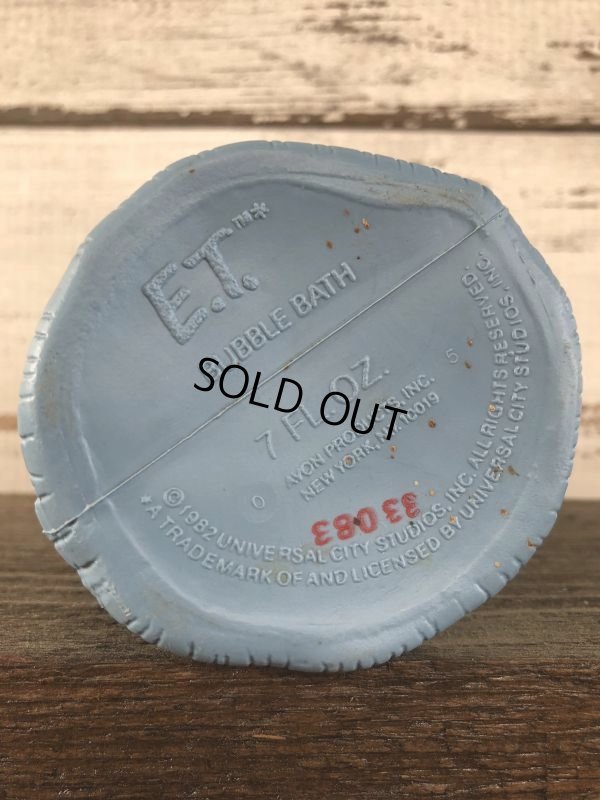 E.T.™*
BUBBLE BATH
SOLD OUT
7 FL. OZ.
AVON PRODUCTS, INC.
NEW YORK, N.Y. 10019
5
0
33 083
© 1982 UNIVERSAL CITY STUDIOS, INC. ALL RIGHTS RESERVED.
*A TRADEMARK OF AND LICENSED BY UNIVERSAL CITY STUDIOS, INC.